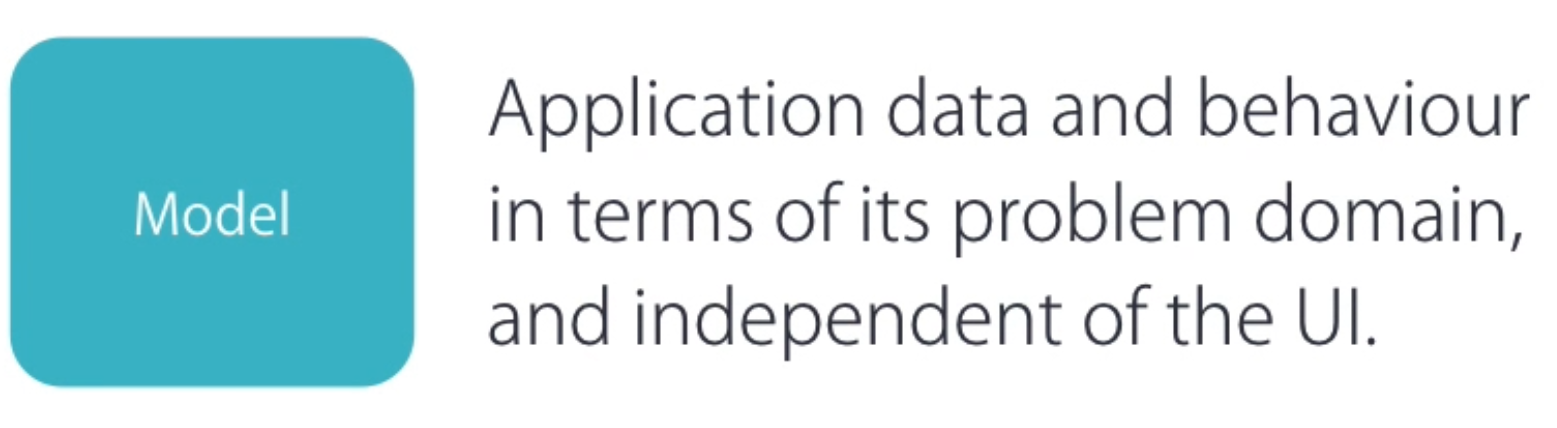 Model
Application data and behaviour
in terms of its problem domain,
and independent of the UI.